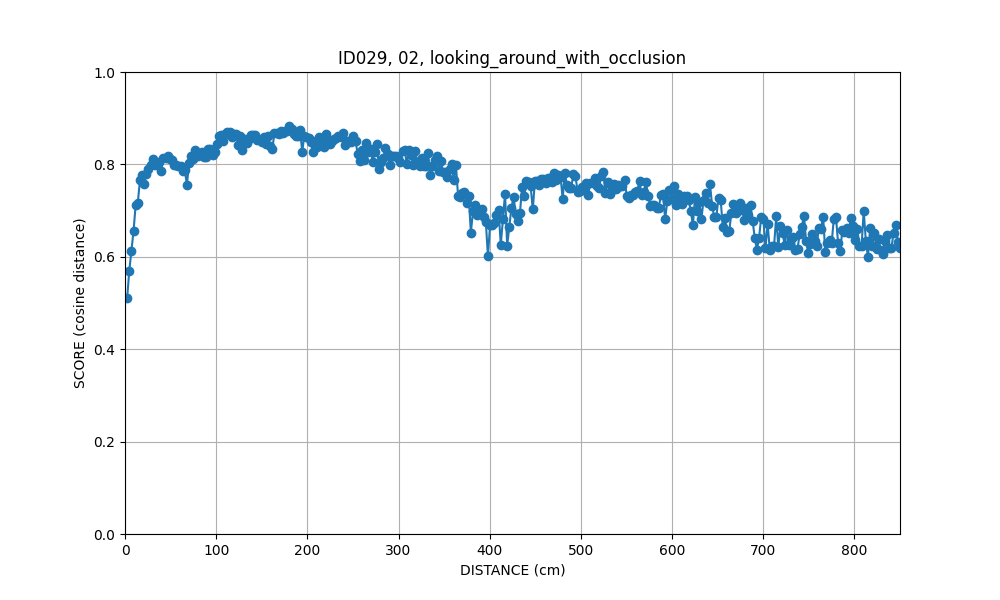 ID029, 02, looking_around_with_occlusion
SCORE (cosine distance)
1.0
0.8
0.6
0.4
0.2
0.0
0 100 200 300 400 500 600 700 800
DISTANCE (cm)